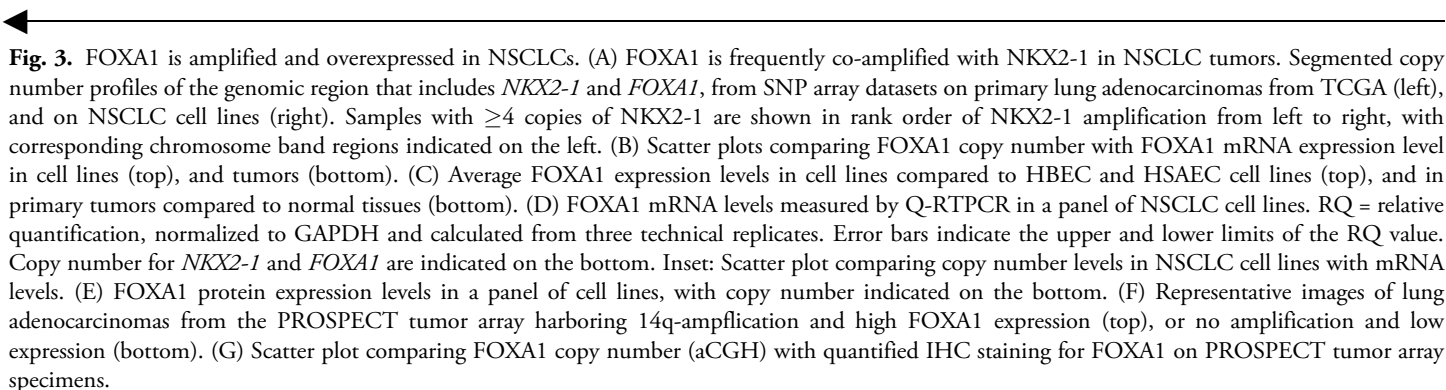 Fig. 3. FOXA1 is amplified and overexpressed in NSCLCs. (A) FOXA1 is frequently co-amplified with NKX2-1 in NSCLC tumors. Segmented copy
number profiles of the genomic region that includes NKX2-1 and FOXA1, from SNP array datasets on primary lung adenocarcinomas from TCGA (left),
and on NSCLC cell lines (right). Samples with ≥4 copies of NKX2-1 are shown in rank order of NKX2-1 amplification from left to right, with
corresponding chromosome band regions indicated on the left. (B) Scatter plots comparing FOXA1 copy number with FOXA1 mRNA expression level
in cell lines (top), and tumors (bottom). (C) Average FOXA1 expression levels in cell lines compared to HBEC and HSAEC cell lines (top), and in
primary tumors compared to normal tissues (bottom). (D) FOXA1 mRNA levels measured by Q-RTPCR in a panel of NSCLC cell lines. RQ = relative
quantification, normalized to GAPDH and calculated from three technical replicates. Error bars indicate the upper and lower limits of the RQ value.
Copy number for NKX2-1 and FOXA1 are indicated on the bottom. Inset: Scatter plot comparing copy number levels in NSCLC cell lines with mRNA
levels. (E) FOXA1 protein expression levels in a panel of cell lines, with copy number indicated on the bottom. (F) Representative images of lung
adenocarcinomas from the PROSPECT tumor array harboring 14q-ampflication and high FOXA1 expression (top), or no amplification and low
expression (bottom). (G) Scatter plot comparing FOXA1 copy number (aCGH) with quantified IHC staining for FOXA1 on PROSPECT tumor array
specimens.